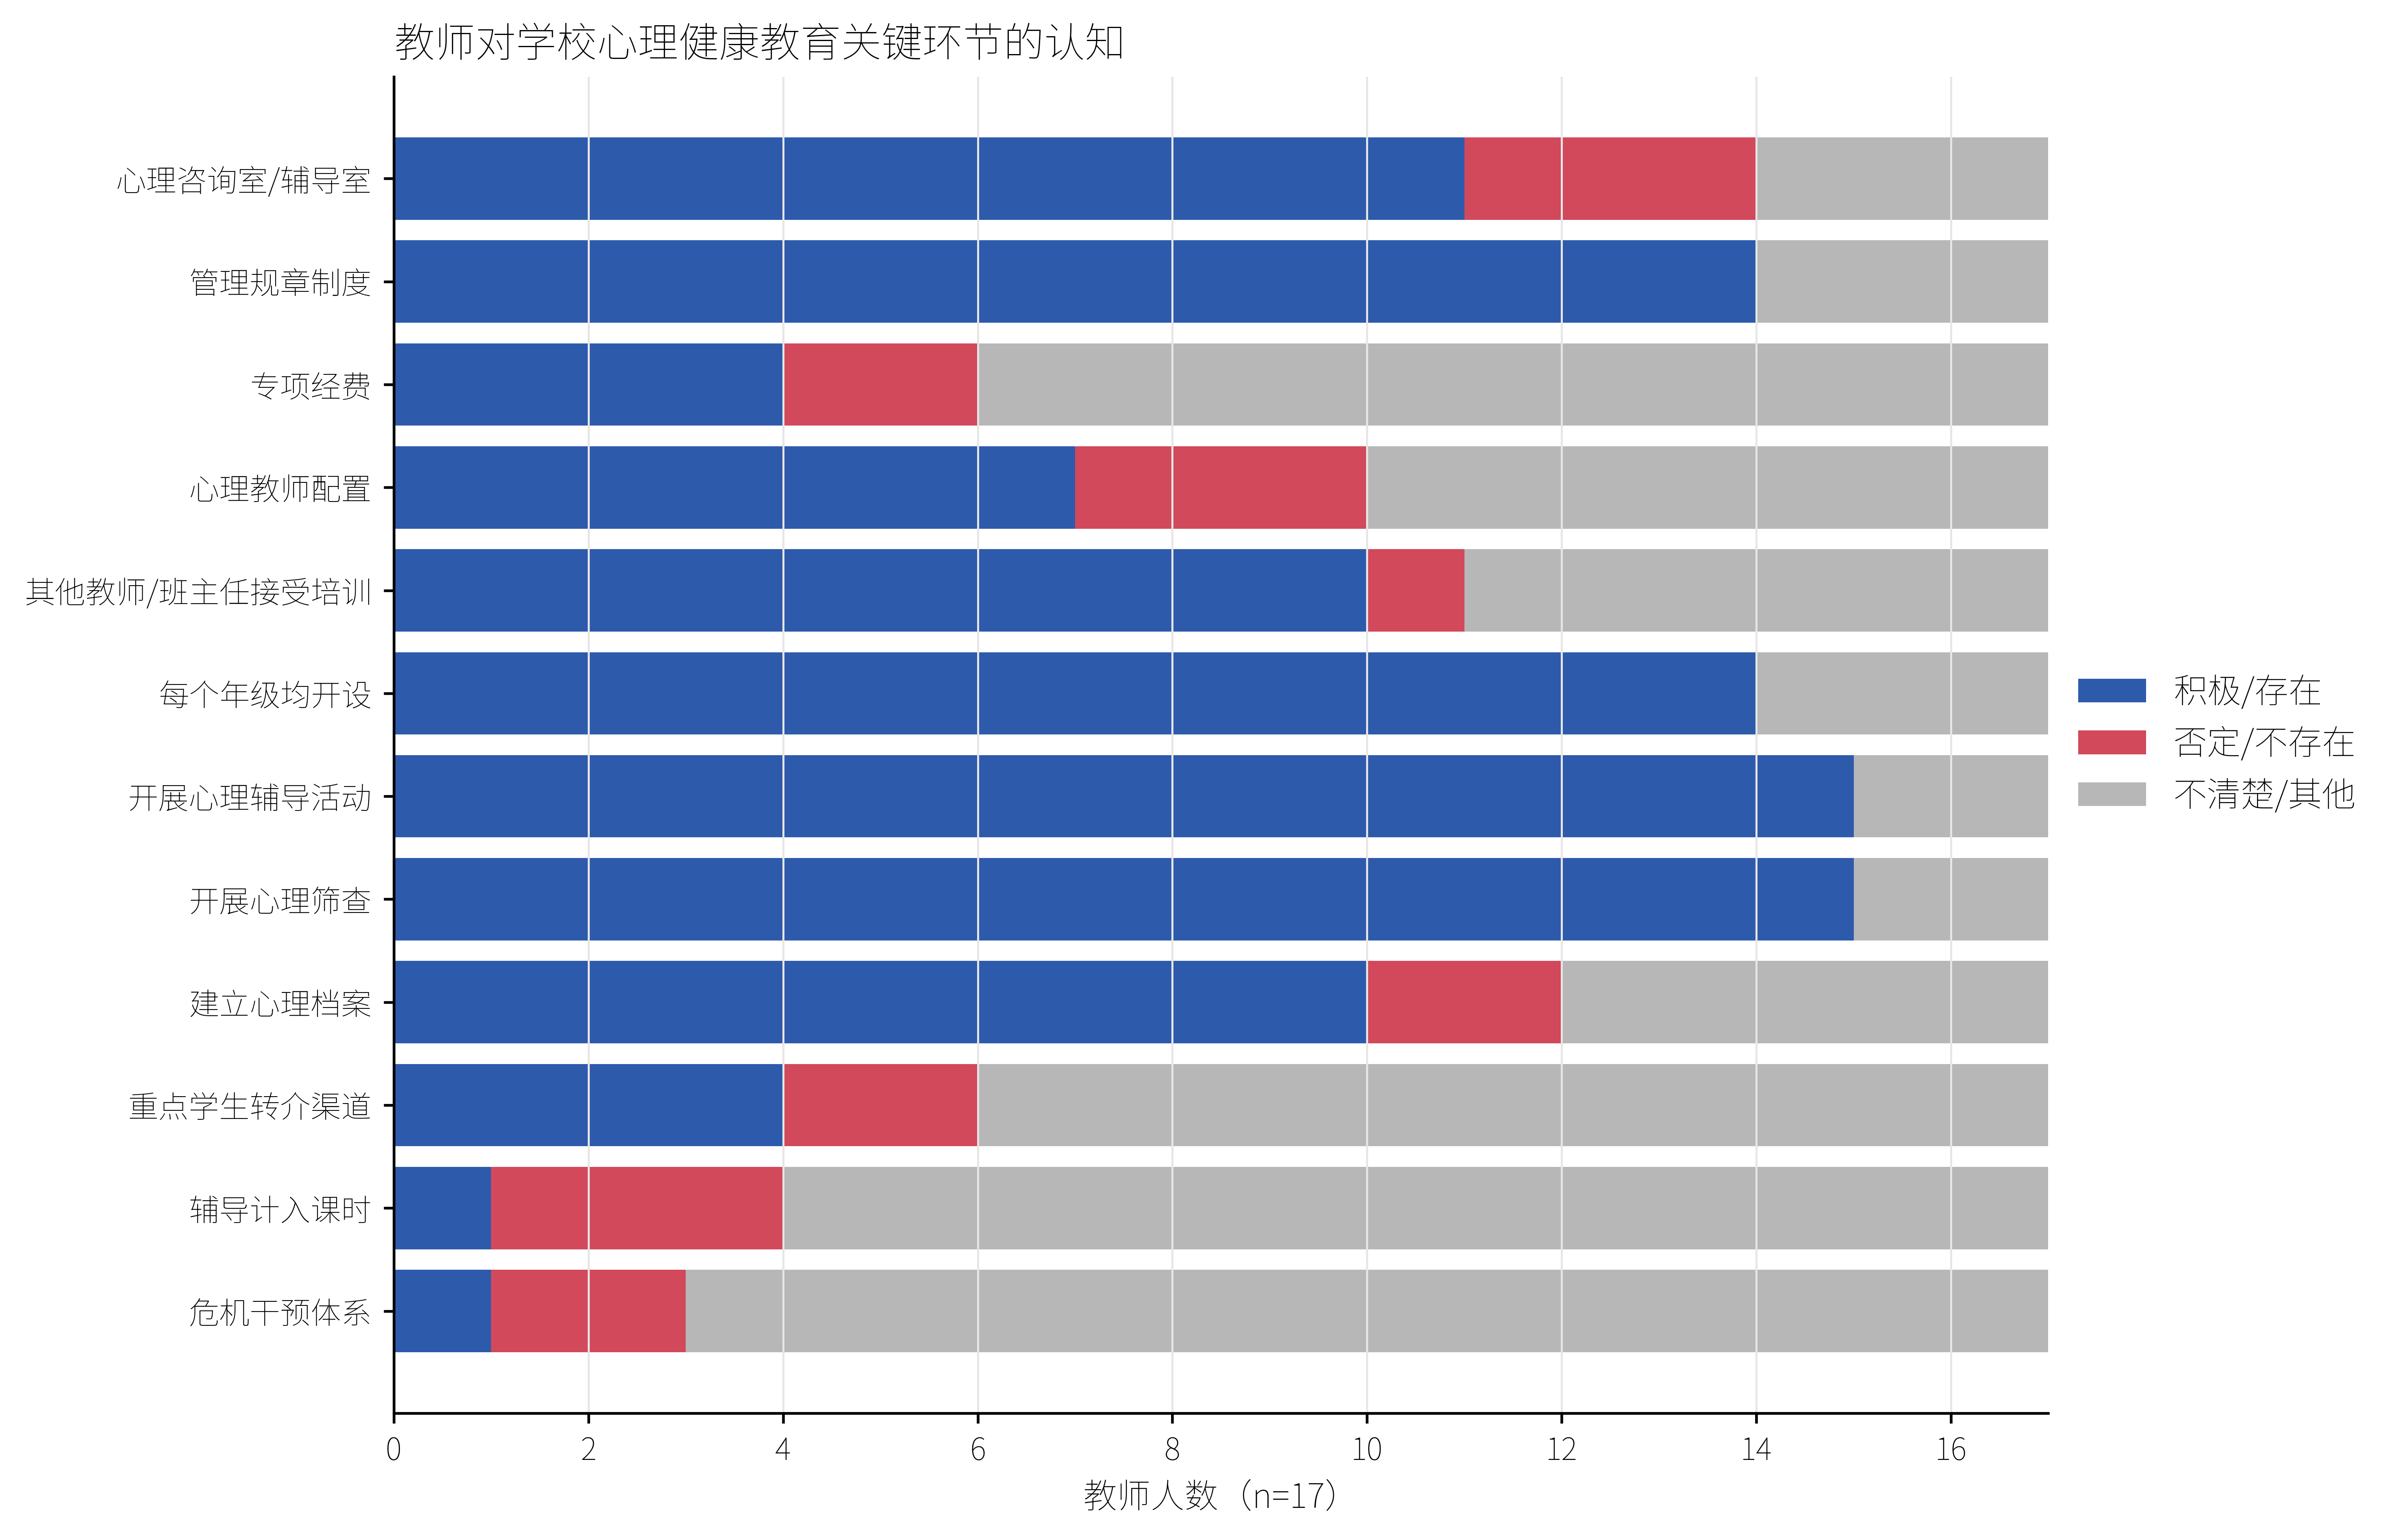 教师对学校心理健康教育关键环节的认知
心理咨询室/辅导室
管理规章制度
专项经费
心理教师配置
其他教师/班主任接受培训
每个年级均开设
开展心理辅导活动
开展心理筛查
建立心理档案
重点学生转介渠道
辅导计入课时
危机干预体系
积极/存在
否定/不存在
不清楚/其他
0 2 4 6 8 10 12 14 16
教师人数（n=17）